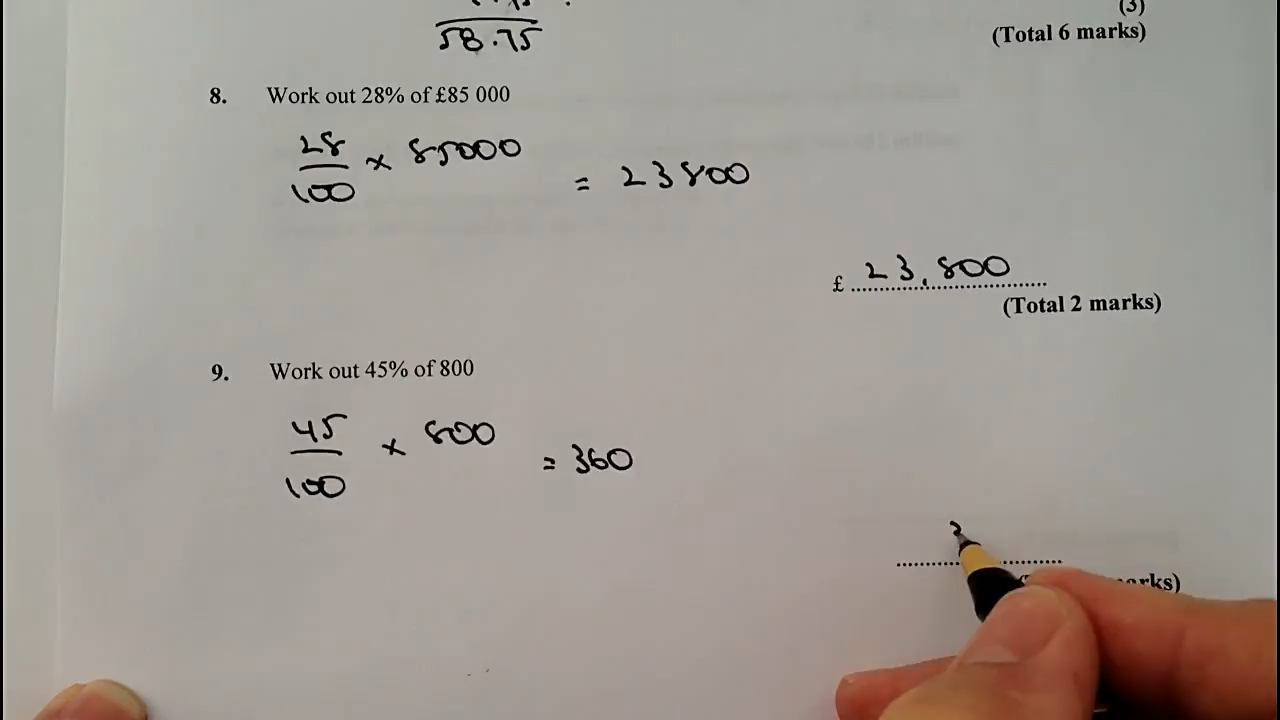 (3)
58.75
(Total 6 marks)
8. Work out 28% of £85 000
28
100
× 85000
= 23800
£ 23,800
(Total 2 marks)
9. Work out 45% of 800
45
100
× 800
= 360